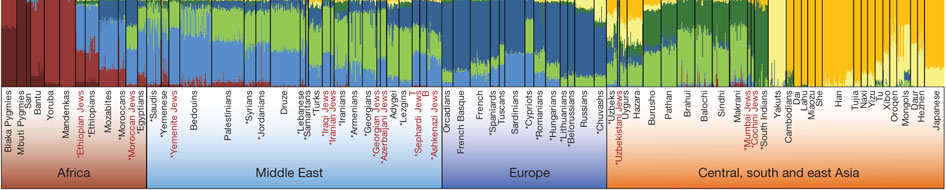 Biaka Pygmies
Mbuti Pygmies
San
Bantu
Yoruba
Mandenkas
*Ethiopian Jews
*Ethiopians
Mozabites
*Moroccans
*Moroccan Jews
*Egyptians
*Saudis
*Yemenese
*Yemenite Jews
Bedouins
Palestinians
*Syrians
*Jordanians
Druze
*Lebanese
*Samaritans
*Turks
*Iraqi Jews
*Iranian Jews
*Iranians
*Armenians
*Georgians
*Georgian Jews
*Azerbaijani Jews
Adygei
*Lezgins
*Sephardi Jews
T
B
*Ashkenazi Jews
Orcadians
French Basque
French
*Spaniards
Tuscans
Sardinians
*Cypriots
*Romanians
*Hungarians
*Lithuanians
*Belorussians
Russians
*Chuvashs
*Uzbeks
*Uzbekistani Jews
Uygurs
Hazara
Burusho
Pathan
Brahui
Balochi
Sindhi
Makrani
*Mumbai Jews
*Cochini Jews
*South Indians
Yakuts
Cambodians
Dai
Lahu
Miaozu
She
Han
Tujia
Naxi
Yizu
Xibo
Tu
Oroqen
Mongols
Daur
Hezhen
Japanese
Africa
Middle East
Europe
Central, south and east Asia